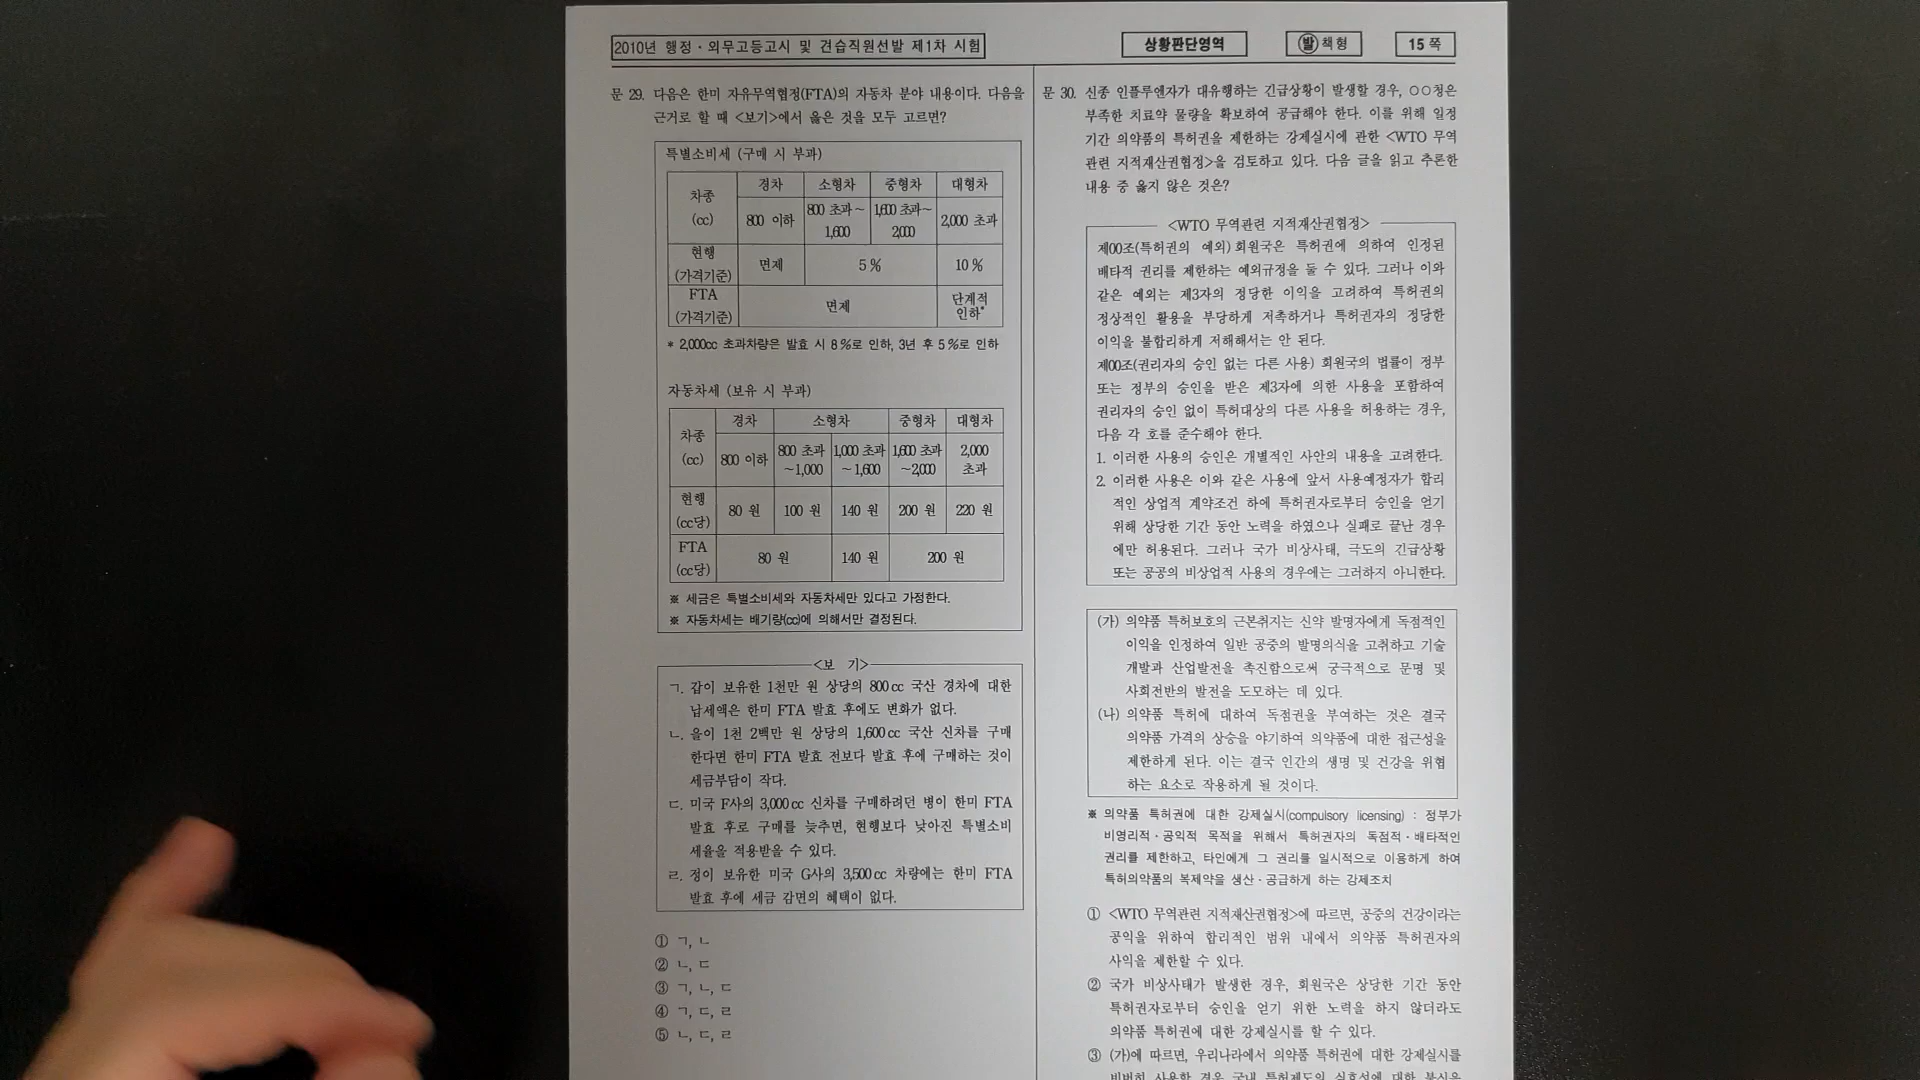 2010년 행정·외무고등고시 및 견습직원선발 제1차 시험
상황판단영역
발 책형
15 쪽
문 29. 다음은 한미 자유무역협정(FTA)의 자동차 분야 내용이다. 다음을
근거로 할 때 <보기>에서 옳은 것을 모두 고르면?
특별소비세 (구매 시 부과)
차종 (cc) 경차 소형차 중형차 대형차
800 이하 800 초과~1,600 1,600 초과~2,000 2,000 초과
현행 (가격기준) 면제 5 % 10 %
FTA (가격기준) 면제 단계적 인하*
* 2,000cc 초과차량은 발효 시 8%로 인하, 3년 후 5%로 인하
자동차세 (보유 시 부과)
차종 (cc) 경차 소형차 중형차 대형차
800 이하 800 초과~1,000 1,000 초과~1,600 1,600 초과~2,000 2,000 초과
현행 (cc당) 80 원 100 원 140 원 200 원 220 원
FTA (cc당) 80 원 140 원 200 원
※ 세금은 특별소비세와 자동차세만 있다고 가정한다.
※ 자동차세는 배기량(cc)에 의해서만 결정된다.
<보 기>
ㄱ. 갑이 보유한 1천만 원 상당의 800cc 국산 경차에 대한
납세액은 한미 FTA 발효 후에도 변화가 없다.
ㄴ. 을이 1천 2백만 원 상당의 1,600cc 국산 신차를 구매
한다면 한미 FTA 발효 전보다 발효 후에 구매하는 것이
세금부담이 작다.
ㄷ. 미국 F사의 3,000cc 신차를 구매하려던 병이 한미 FTA
발효 후로 구매를 늦추면, 현행보다 낮아진 특별소비
세율을 적용받을 수 있다.
ㄹ. 정이 보유한 미국 G사의 3,500cc 차량에는 한미 FTA
발효 후에 세금 감면의 혜택이 없다.
① ㄱ, ㄴ
② ㄴ, ㄷ
③ ㄱ, ㄴ, ㄷ
④ ㄱ, ㄷ, ㄹ
⑤ ㄴ, ㄷ, ㄹ
문 30. 신종 인플루엔자가 대유행하는 긴급상황이 발생할 경우, ○○청은
부족한 치료약 물량을 확보하여 공급해야 한다. 이를 위해 일정
기간 의약품의 특허권을 제한하는 강제실시에 관한 <WTO 무역
관련 지적재산권협정>을 검토하고 있다. 다음 글을 읽고 추론한
내용 중 옳지 않은 것은?
<WTO 무역관련 지적재산권협정>
제00조(특허권의 예외) 회원국은 특허권에 의하여 인정된
배타적 권리를 제한하는 예외규정을 둘 수 있다. 그러나 이와
같은 예외는 제3자의 정당한 이익을 고려하여 특허권의
정상적인 활용을 부당하게 저촉하거나 특허권자의 정당한
이익을 불합리하게 저해해서는 안 된다.
제00조(권리자의 승인 없는 다른 사용) 회원국의 법률이 정부
또는 정부의 승인을 받은 제3자에 의한 사용을 포함하여
권리자의 승인 없이 특허대상의 다른 사용을 허용하는 경우,
다음 각 호를 준수해야 한다.
1. 이러한 사용의 승인은 개별적인 사안의 내용을 고려한다.
2. 이러한 사용은 이와 같은 사용에 앞서 사용예정자가 합리
적인 상업적 계약조건 하에 특허권자로부터 승인을 얻기
위해 상당한 기간 동안 노력을 하였으나 실패로 끝난 경우
에만 허용된다. 그러나 국가 비상사태, 극도의 긴급상황
또는 공공의 비상업적 사용의 경우에는 그러하지 아니한다.
(가) 의약품 특허보호의 근본취지는 신약 발명자에게 독점적인
이익을 인정하여 일반 공중의 발명의식을 고취하고 기술
개발과 산업발전을 촉진함으로써 궁극적으로 문명 및
사회전반의 발전을 도모하는 데 있다.
(나) 의약품 특허에 대하여 독점권을 부여하는 것은 결국
의약품 가격의 상승을 야기하여 의약품에 대한 접근성을
제한하게 된다. 이는 결국 인간의 생명 및 건강을 위협
하는 요소로 작용하게 될 것이다.
※ 의약품 특허권에 대한 강제실시(compulsory licensing) : 정부가
비영리적·공익적 목적을 위해서 특허권자의 독점적·배타적인
권리를 제한하고, 타인에게 그 권리를 일시적으로 이용하게 하여
특허의약품의 복제약을 생산·공급하게 하는 강제조치
① <WTO 무역관련 지적재산권협정>에 따르면, 공중의 건강이라는
공익을 위하여 합리적인 범위 내에서 의약품 특허권자의
사익을 제한할 수 있다.
② 국가 비상사태가 발생한 경우, 회원국은 상당한 기간 동안
특허권자로부터 승인을 얻기 위한 노력을 하지 않더라도
의약품 특허권에 대한 강제실시를 할 수 있다.
③ (가)에 따르면, 우리나라에서 의약품 특허권에 대한 강제실시를